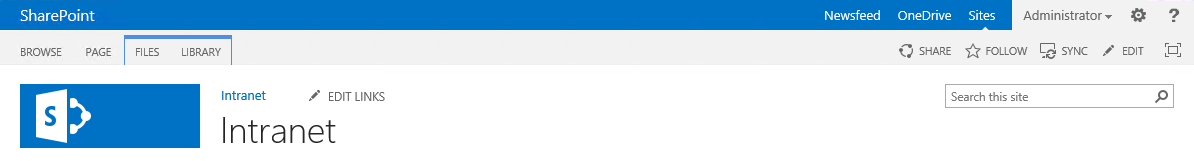 SharePoint Newsfeed OneDrive Sites Administrator ?
BROWSE PAGE FILES LIBRARY SHARE FOLLOW SYNC EDIT
S Intranet EDIT LINKS Search this site
Intranet